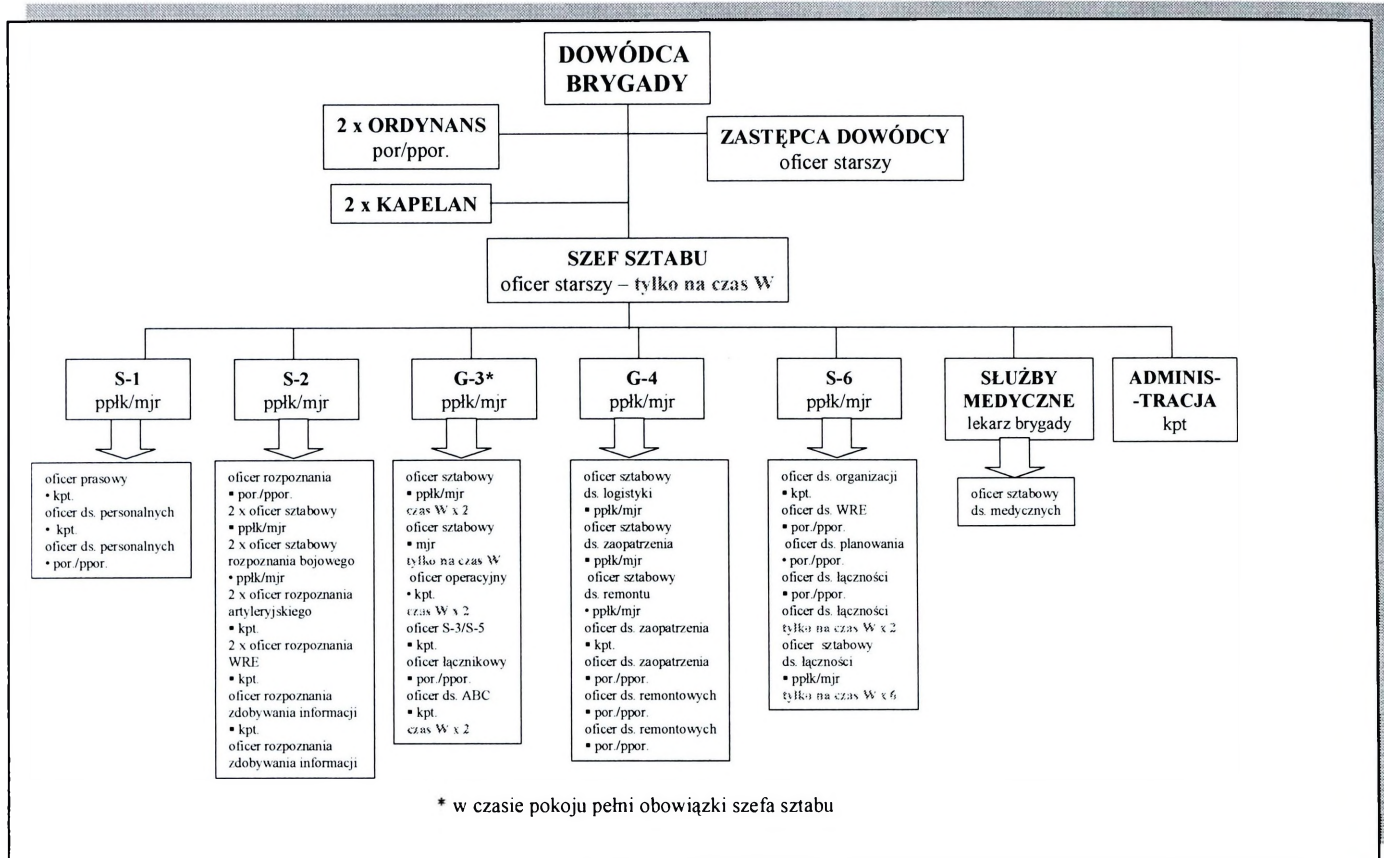 DOWÓDCA
BRYGADY
2 x ORDYNANS
por/ppor.
ZASTĘPCA DOWÓDCY
oficer starszy
2 x KAPELAN
SZEF SZTABU
oficer starszy – tylko na czas W
S-1
ppłk/mjr
oficer prasowy
• kpt.
oficer ds. personalnych
• kpt.
oficer ds. personalnych
• por./ppor.
S-2
ppłk/mjr
oficer rozpoznania
▪ por./ppor.
2 x oficer sztabowy
▪ ppłk/mjr
2 x oficer sztabowy
rozpoznania bojowego
• ppłk/mjr
2 x oficer rozpoznania
artyleryjskiego
▪ kpt.
2 x oficer rozpoznania
WRE
▪ kpt.
oficer rozpoznania
zdobywania informacji
▪ kpt.
oficer rozpoznania
zdobywania informacji
G-3*
ppłk/mjr
oficer sztabowy
▪ ppłk/mjr
czas W x 2
oficer sztabowy
▪ mjr
tylko na czas W
oficer operacyjny
• kpt.
czas W x 2
oficer S-3/S-5
▪ kpt.
oficer łącznikowy
▪ por./ppor.
oficer ds. ABC
▪ kpt.
czas W x 2
G-4
ppłk/mjr
oficer sztabowy
ds. logistyki
▪ ppłk/mjr
oficer sztabowy
ds. zaopatrzenia
▪ ppłk/mjr
oficer sztabowy
ds. remontu
• ppłk/mjr
oficer ds. zaopatrzenia
▪ kpt.
oficer ds. zaopatrzenia
▪ por./ppor.
oficer ds. remontowych
▪ por./ppor.
oficer ds. remontowych
▪ por./ppor.
S-6
ppłk/mjr
oficer ds. organizacji
▪ kpt.
oficer ds. WRE
▪ por./ppor.
oficer ds. planowania
• por./ppor.
oficer ds. łączności
▪ por./ppor.
oficer ds. łączności
tylko na czas W x 2
oficer sztabowy
ds. łączności
▪ ppłk/mjr
tylko na czas W x 6
SŁUŻBY
MEDYCZNE
lekarz brygady
oficer sztabowy
ds. medycznych
ADMINIS-
-TRACJA
kpt
* w czasie pokoju pełni obowiązki szefa sztabu